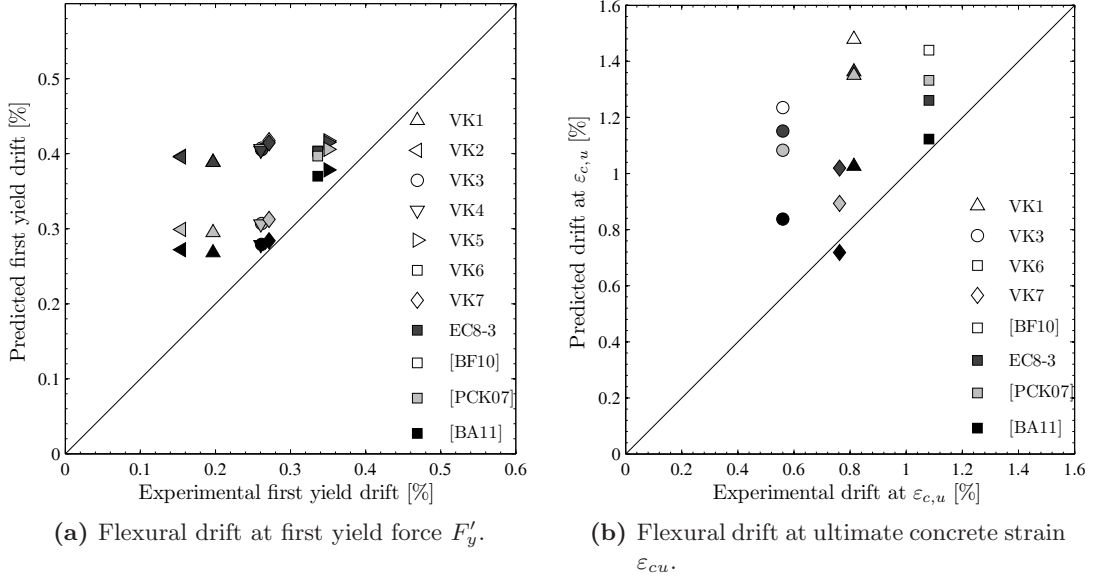 Predicted first yield drift [%]
0.5
0.4
0.3
0.2
0.1
0
0
0.1
0.2
0.3
0.4
0.5
0.6
Experimental first yield drift [%]
VK1
VK2
VK3
VK4
VK5
VK6
VK7
EC8-3
[BF10]
[PCK07]
[BA11]
(a) Flexural drift at first yield force F′y.
Predicted drift at εc,u [%]
1.6
1.4
1.2
1
0.8
0.6
0.4
0.2
0
0
0.2
0.4
0.6
0.8
1
1.2
1.4
1.6
Experimental drift at εc,u [%]
VK1
VK3
VK6
VK7
[BF10]
EC8-3
[PCK07]
[BA11]
(b) Flexural drift at ultimate concrete strain
εcu.